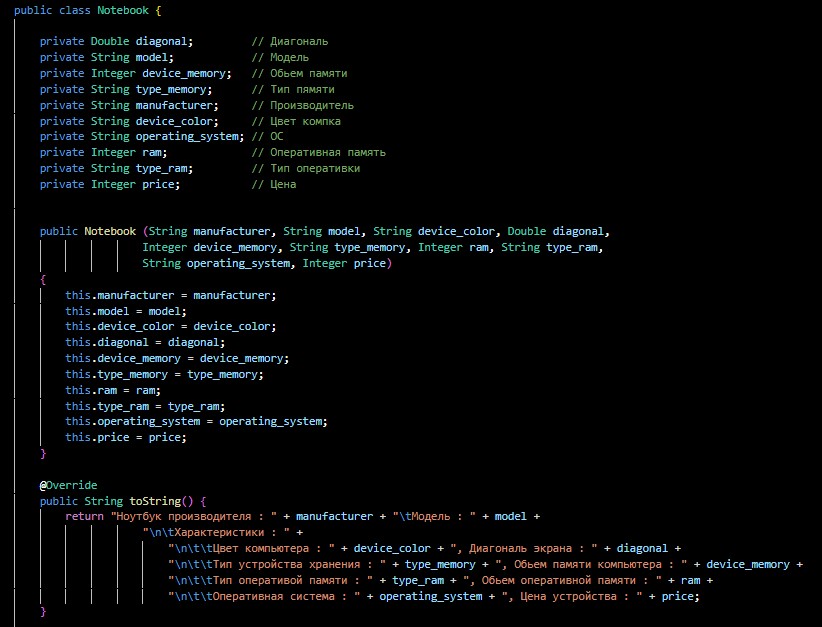 public class Notebook {
private Double diagonal; // Диагональ
private String model; // Модель
private Integer device_memory; // Обьем памяти
private String type_memory; // Тип пямяти
private String manufacturer; // Производитель
private String device_color; // Цвет компка
private String operating_system; // ОС
private Integer ram; // Оперативная память
private String type_ram; // Тип оперативки
private Integer price; // Цена
public Notebook (String manufacturer, String model, String device_color, Double diagonal,
Integer device_memory, String type_memory, Integer ram, String type_ram,
String operating_system, Integer price)
{
this.manufacturer = manufacturer;
this.model = model;
this.device_color = device_color;
this.diagonal = diagonal;
this.device_memory = device_memory;
this.type_memory = type_memory;
this.ram = ram;
this.type_ram = type_ram;
this.operating_system = operating_system;
this.price = price;
}
@Override
public String toString() {
return "Ноутбук производителя : " + manufacturer + "\tМодель : " + model +
"\n\tХарактеристики : " +
"\n\t\tЦвет компьютера : " + device_color + ", Диагональ экрана : " + diagonal +
"\n\t\tТип устройства хранения : " + type_memory + ", Обьем памяти компьютера : " + device_memory +
"\n\t\tТип оперативой памяти : " + type_ram + ", Обьем оперативной памяти : " + ram +
"\n\t\tОперативная система : " + operating_system + ", Цена устройства : " + price;
}